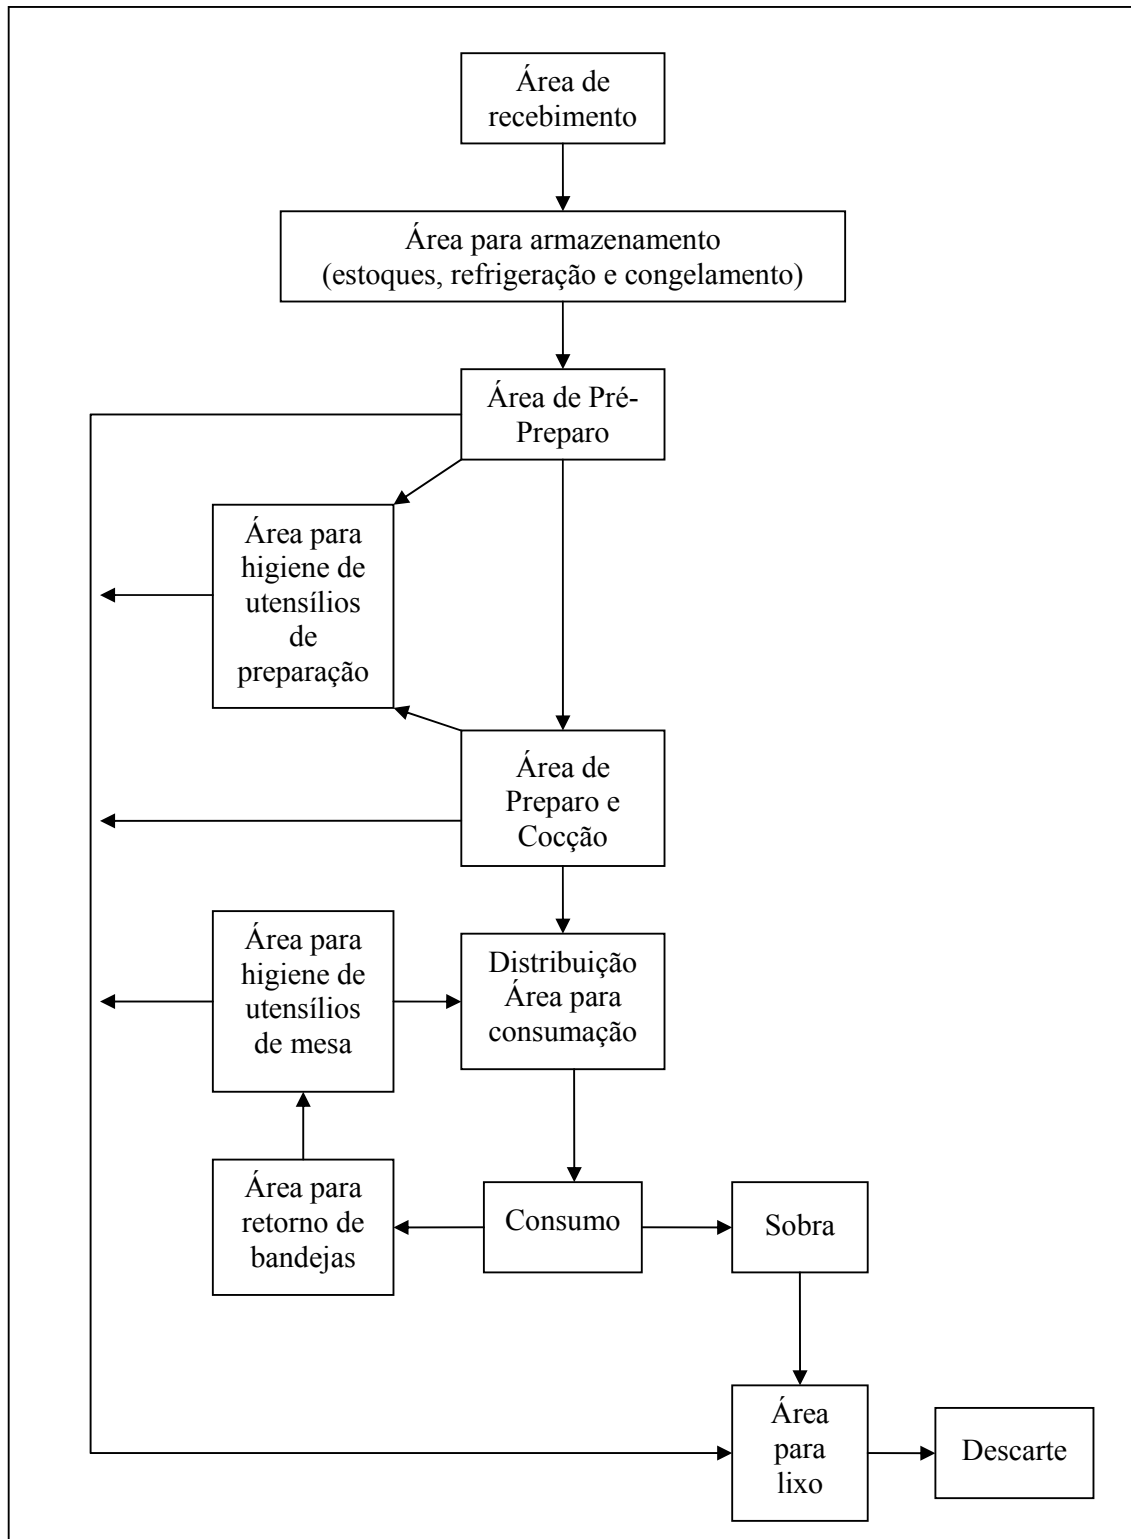 Área de
recebimento
Área para armazenamento
(estoques, refrigeração e congelamento)
Área de Pré-
Preparo
Área para
higiene de
utensílios
de
preparação
Área de
Preparo e
Cocção
Área para
higiene de
utensílios
de mesa
Distribuição
Área para
consumação
Área para
retorno de
bandejas
Consumo
Sobra
Área
para
lixo
Descarte